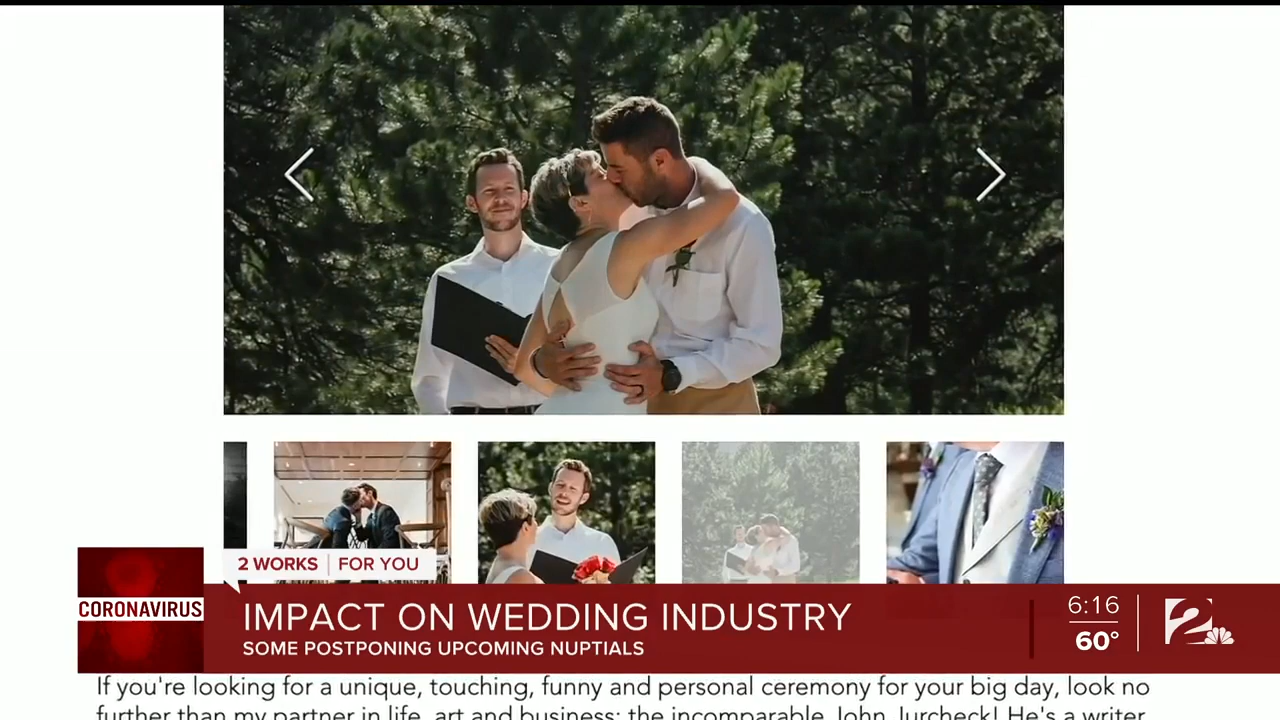 2 WORKS FOR YOU
CORONAVIRUS
IMPACT ON WEDDING INDUSTRY
SOME POSTPONING UPCOMING NUPTIALS
6:16
60°
2
If you're looking for a unique, touching, funny and personal ceremony for your big day, look no
further than my partner in life, art and business: the incomparable John Jurcheck! He's a writer,